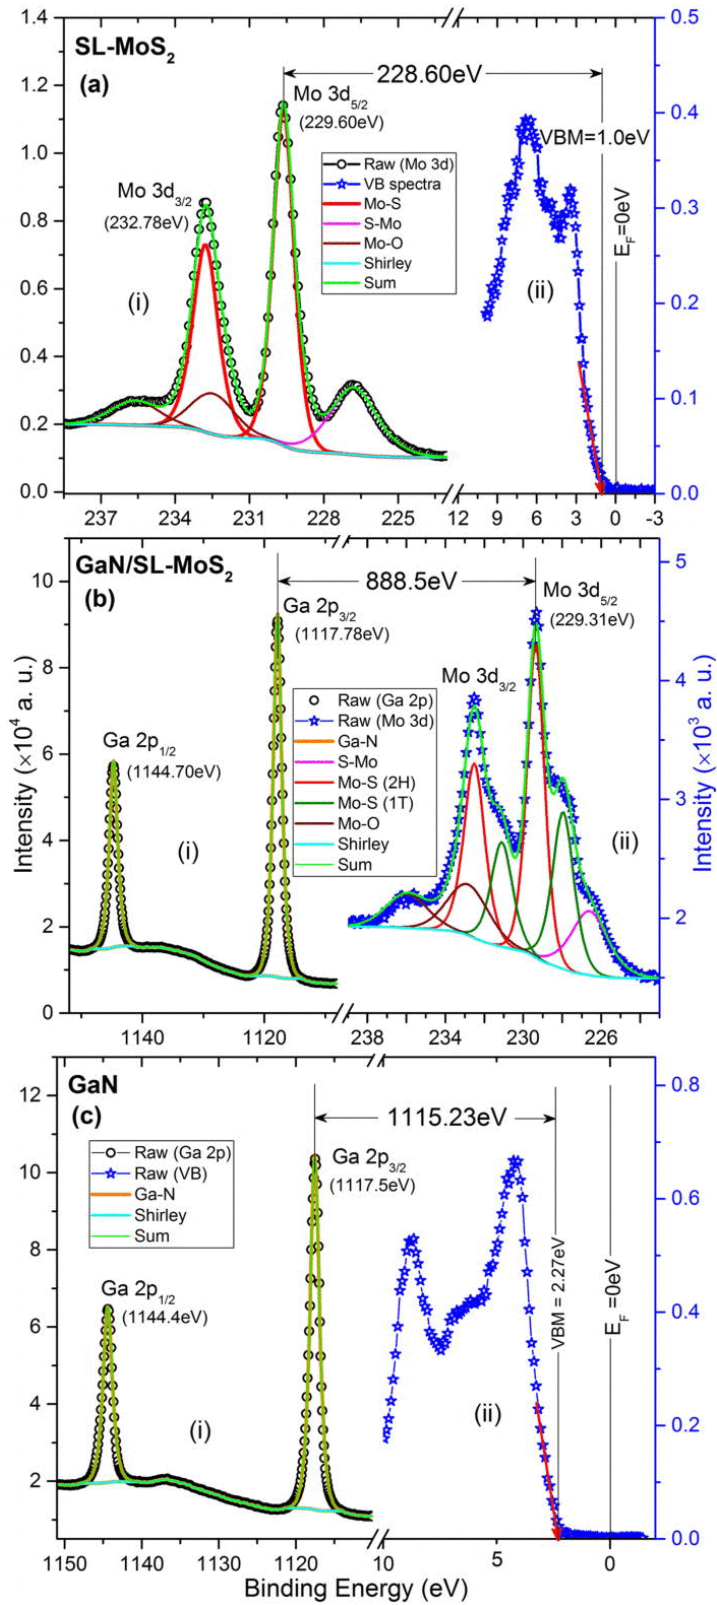 SL-MoS2
(a)
228.60eV
Mo 3d5/2
(229.60eV)
Mo 3d3/2
(232.78eV)
VBM=1.0eV
EF=0eV
Raw (Mo 3d)
VB spectra
Mo-S
S-Mo
Mo-O
Shirley
Sum
(i)
(ii)
1.4
1.2
1.0
0.8
0.6
0.4
0.2
0.0
0.5
0.4
0.3
0.2
0.1
0.0
237 234 231 228 225 12 9 6 3 0 -3
GaN/SL-MoS2
(b)
888.5eV
Ga 2p3/2
(1117.78eV)
Mo 3d5/2
(229.31eV)
Mo 3d3/2
Ga 2p1/2
(1144.70eV)
Raw (Ga 2p)
Raw (Mo 3d)
Ga-N
S-Mo
Mo-S (2H)
Mo-S (1T)
Mo-O
Shirley
Sum
(i)
(ii)
10
8
6
4
2
0
5
4
3
2
Intensity (×10⁴ a. u.)
Intensity (×10³ a. u.)
1140 1120 238 234 230 226
GaN
(c)
1115.23eV
Ga 2p3/2
(1117.5eV)
Ga 2p1/2
(1144.4eV)
Raw (Ga 2p)
Raw (VB)
Ga-N
Shirley
Sum
VBM = 2.27eV
EF=0eV
(i)
(ii)
12
10
8
6
4
2
0.8
0.6
0.4
0.2
0.0
1150 1140 1130 1120 10 5 0
Binding Energy (eV)